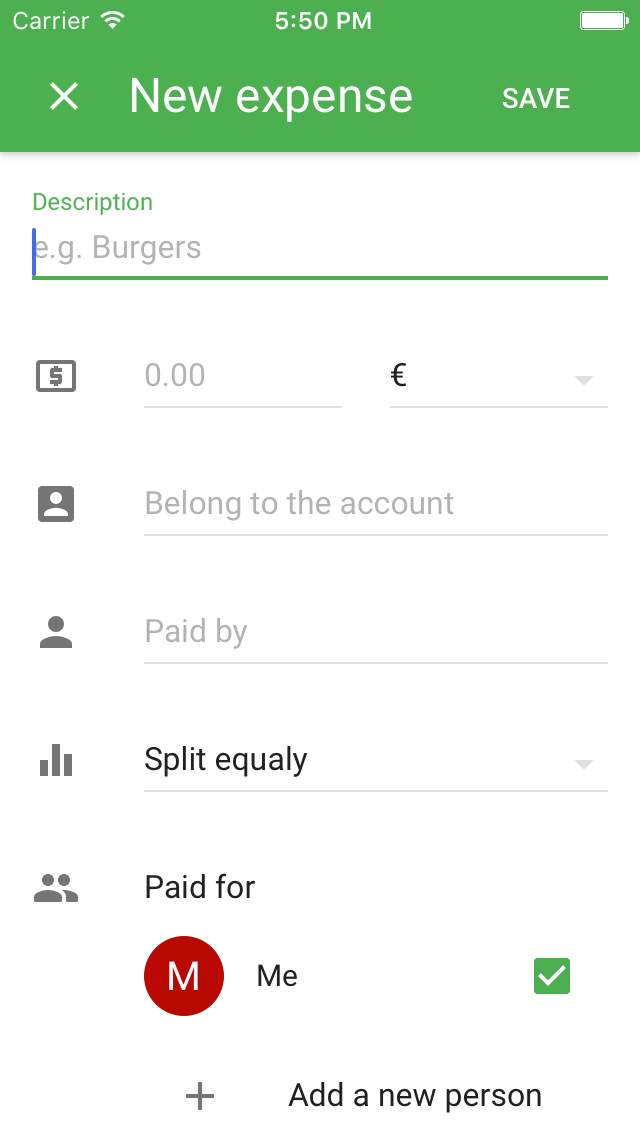 Carrier 5:50 PM
New expense SAVE
Description
e.g. Burgers
$ 0.00 €
Belong to the account
Paid by
Split equaly
Paid for
M Me
Add a new person